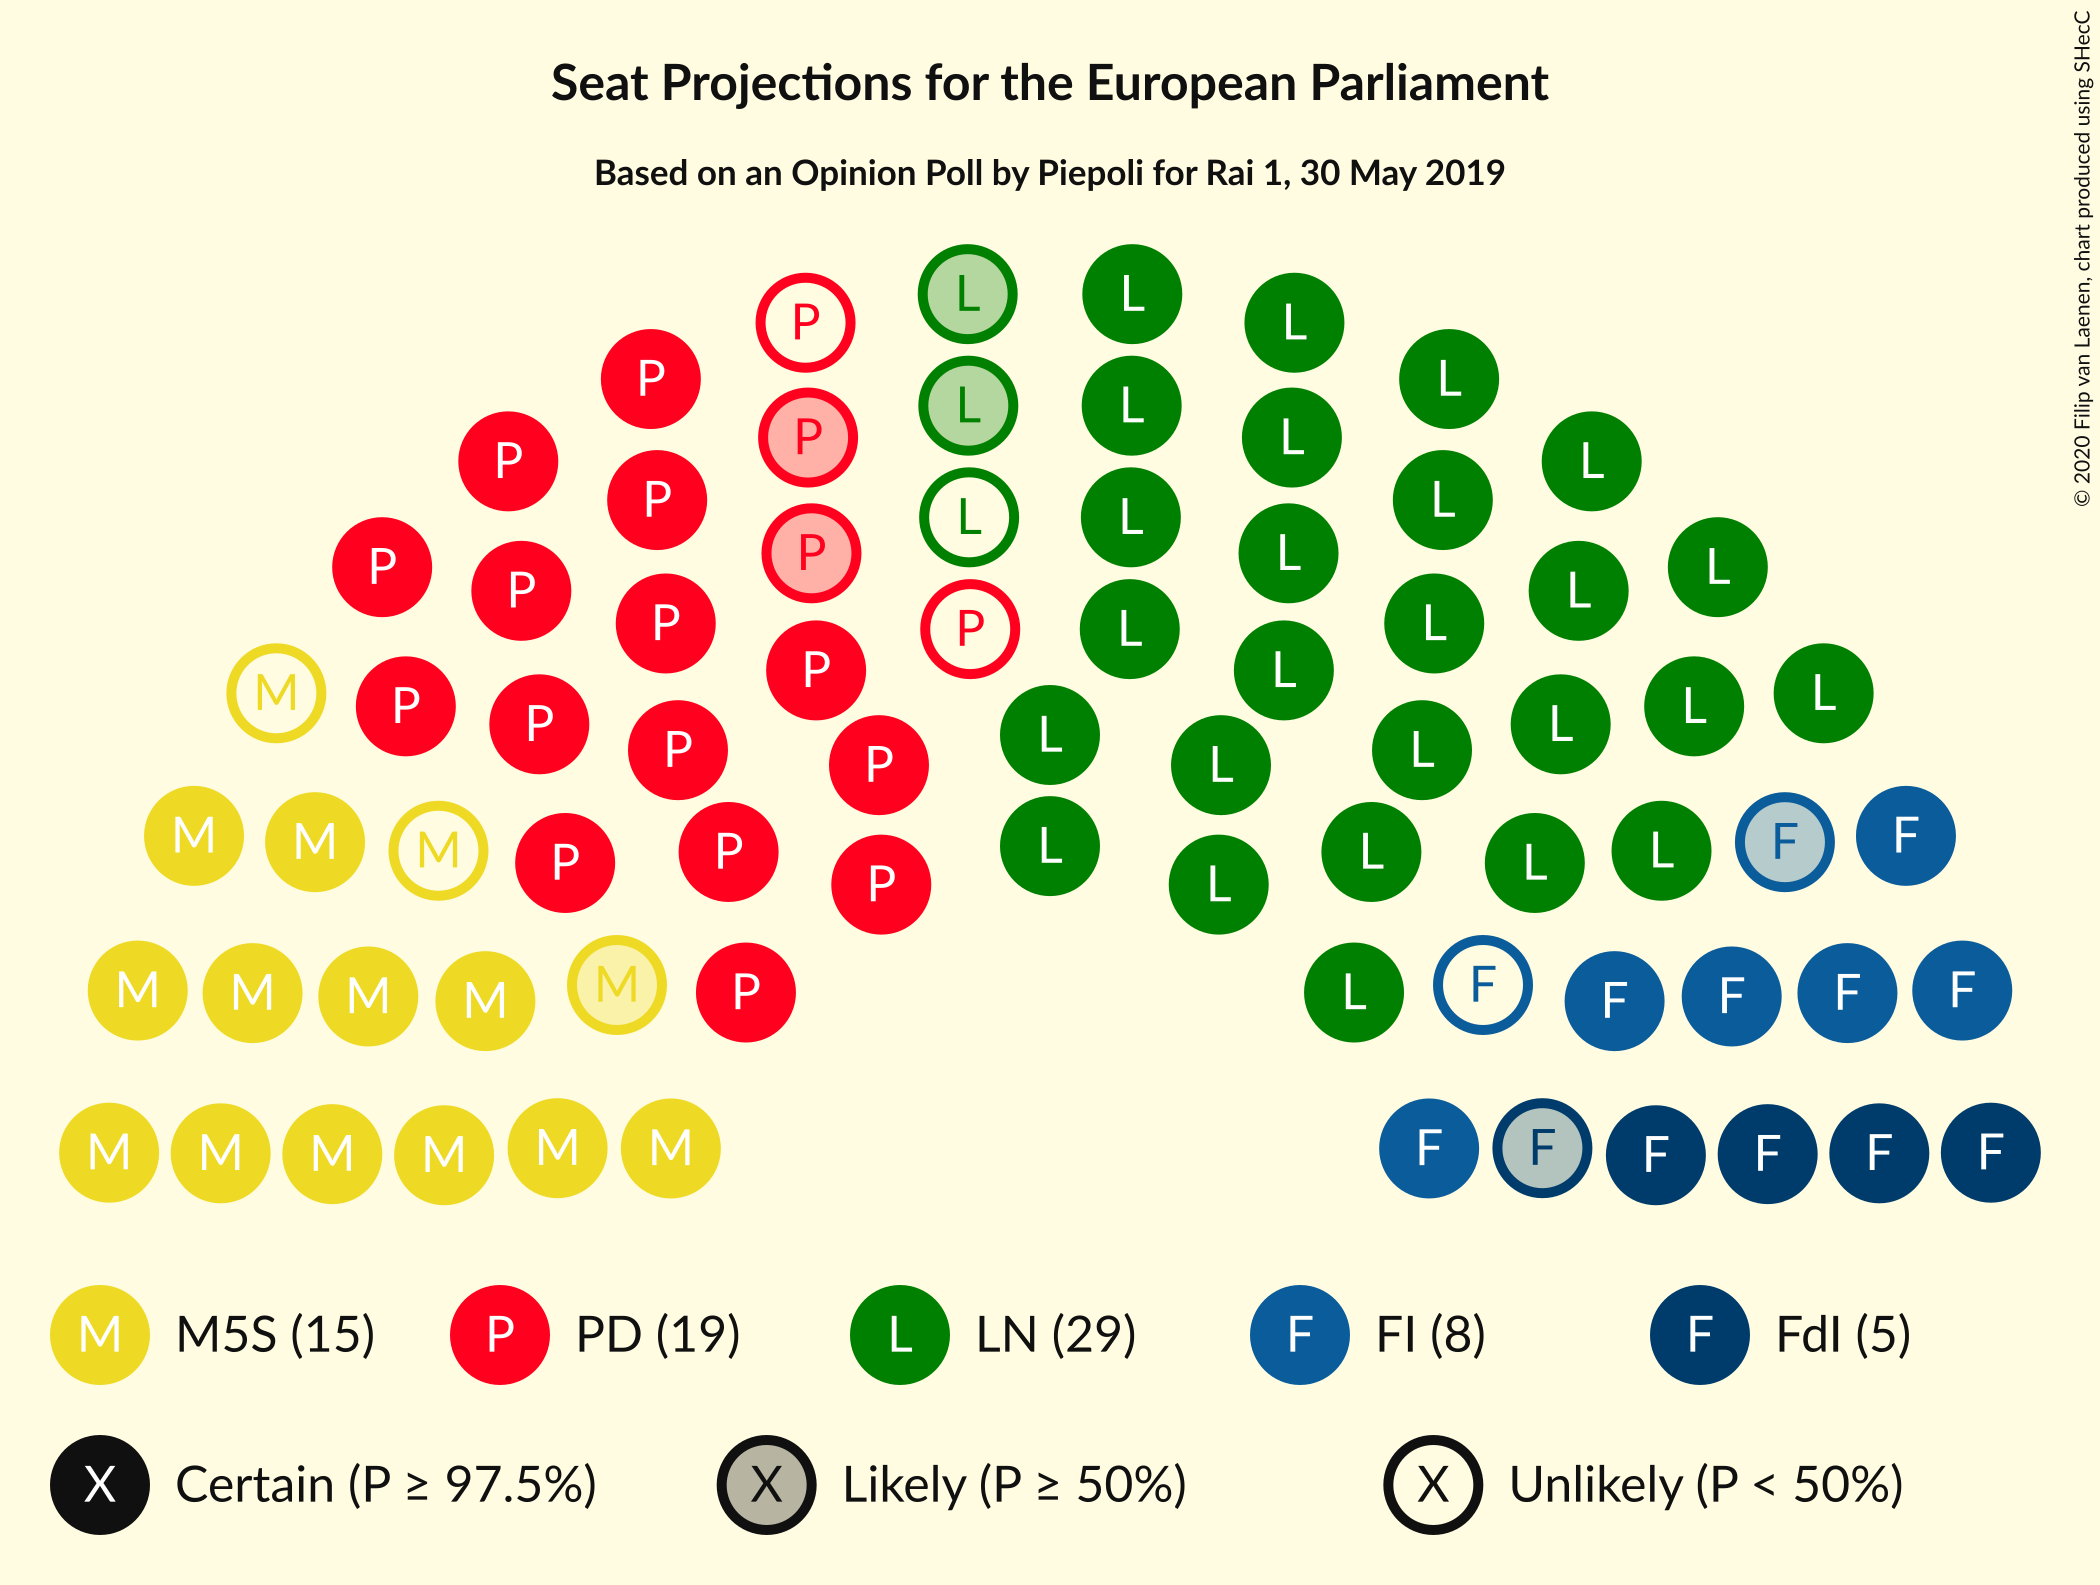 Seat Projections for the European Parliament
Based on an Opinion Poll by Piepoli for Rai 1, 30 May 2019
© 2020 Filip van Laenen, chart produced using SHecC
L L
P L
P L
L L
P P L L
P L
P L
P L L L
P P L L
P L
P P L L
P L
M P L L
P L
P L
P L
P L
M M M P P L L L F F
P L
M M M M M P L F F F F F
M M M M M M F F F F F F
M M5S (15) P PD (19) L LN (29) F FI (8) F FdI (5)
X Certain (P ≥ 97.5%) X Likely (P ≥ 50%) X Unlikely (P < 50%)